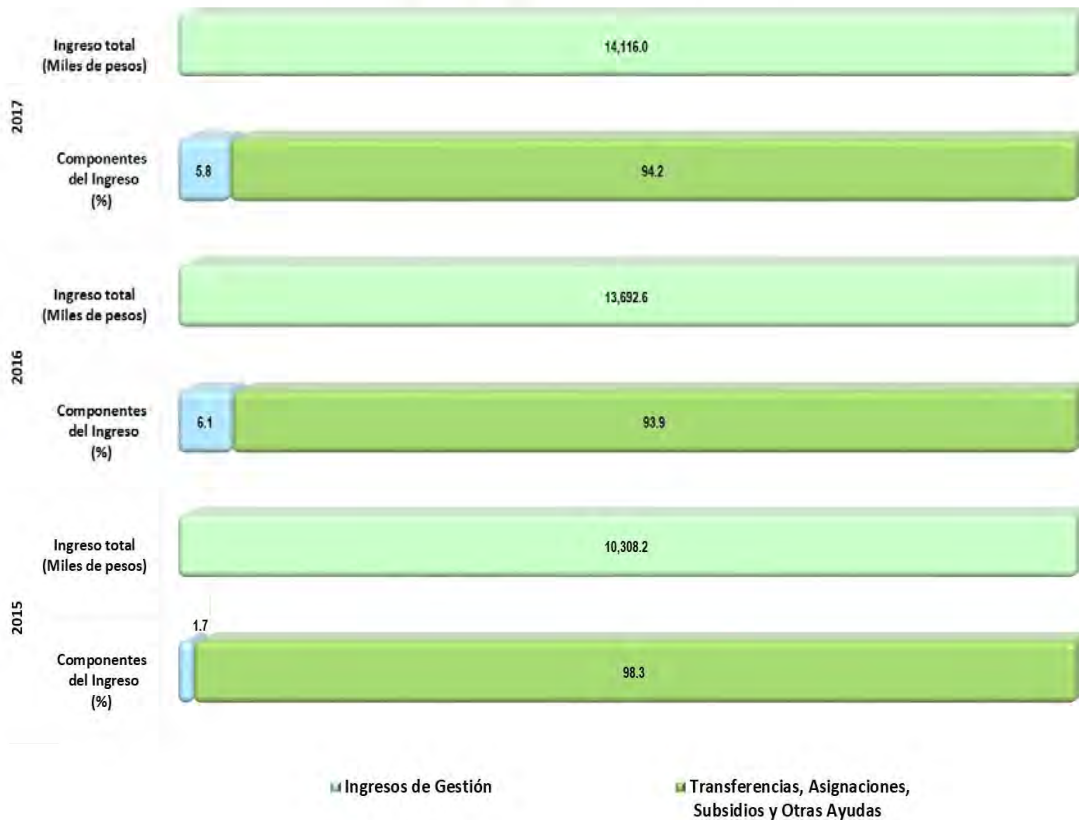 2017
Ingreso total
(Miles de pesos)
14,116.0
Componentes
del Ingreso
(%)
5.8
94.2
2016
Ingreso total
(Miles de pesos)
13,692.6
Componentes
del Ingreso
(%)
6.1
93.9
2015
Ingreso total
(Miles de pesos)
10,308.2
Componentes
del Ingreso
(%)
1.7
98.3
Ingresos de Gestión
Transferencias, Asignaciones,
Subsidios y Otras Ayudas